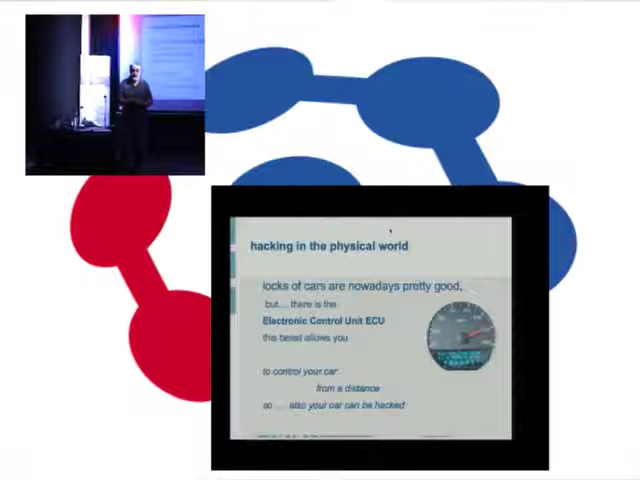 hacking in the physical world
locks of cars are nowadays pretty good,
but... there is the
Electronic Control Unit ECU
this beast allows you
to control your car
from a distance
so ... also your car can be hacked